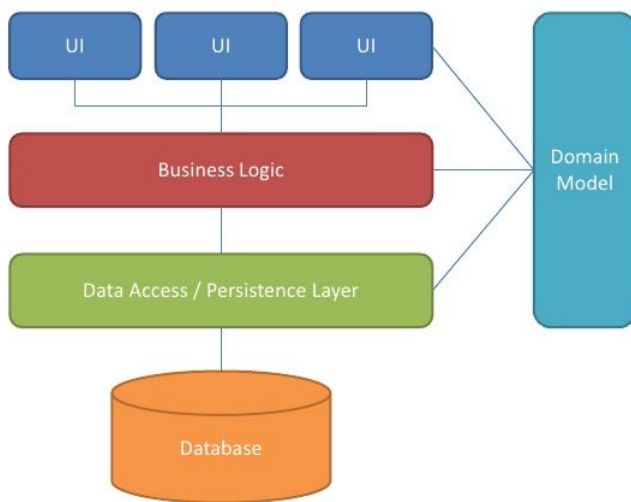 UI
UI
UI
Business Logic
Domain
Model
Data Access / Persistence Layer
Database